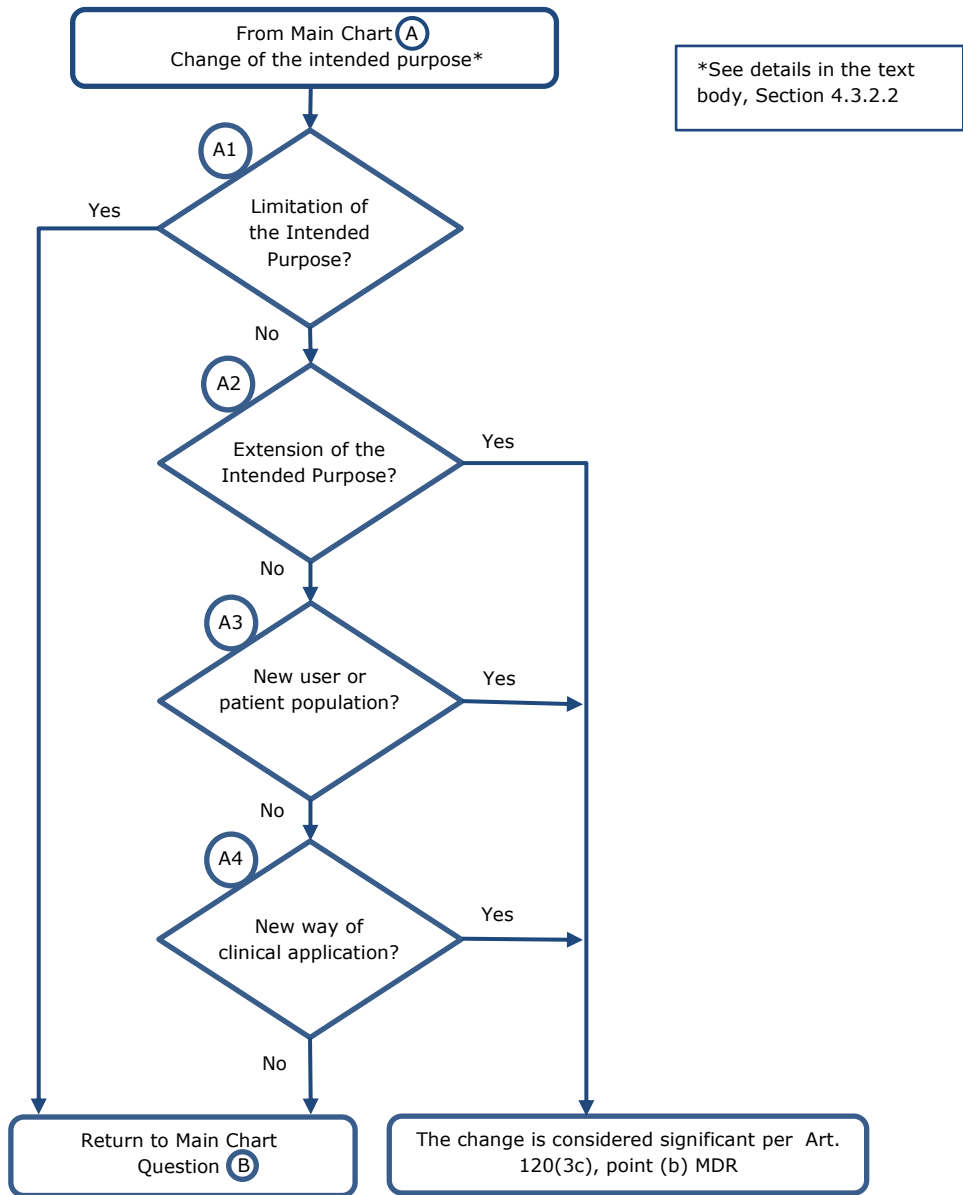 From Main Chart A
Change of the intended purpose*
*See details in the text
body, Section 4.3.2.2
A1
Yes
Limitation of
the Intended
Purpose?
No
A2
Yes
Extension of the
Intended Purpose?
No
A3
Yes
New user or
patient population?
No
A4
Yes
New way of
clinical application?
No
Return to Main Chart
Question B
The change is considered significant per Art.
120(3c), point (b) MDR